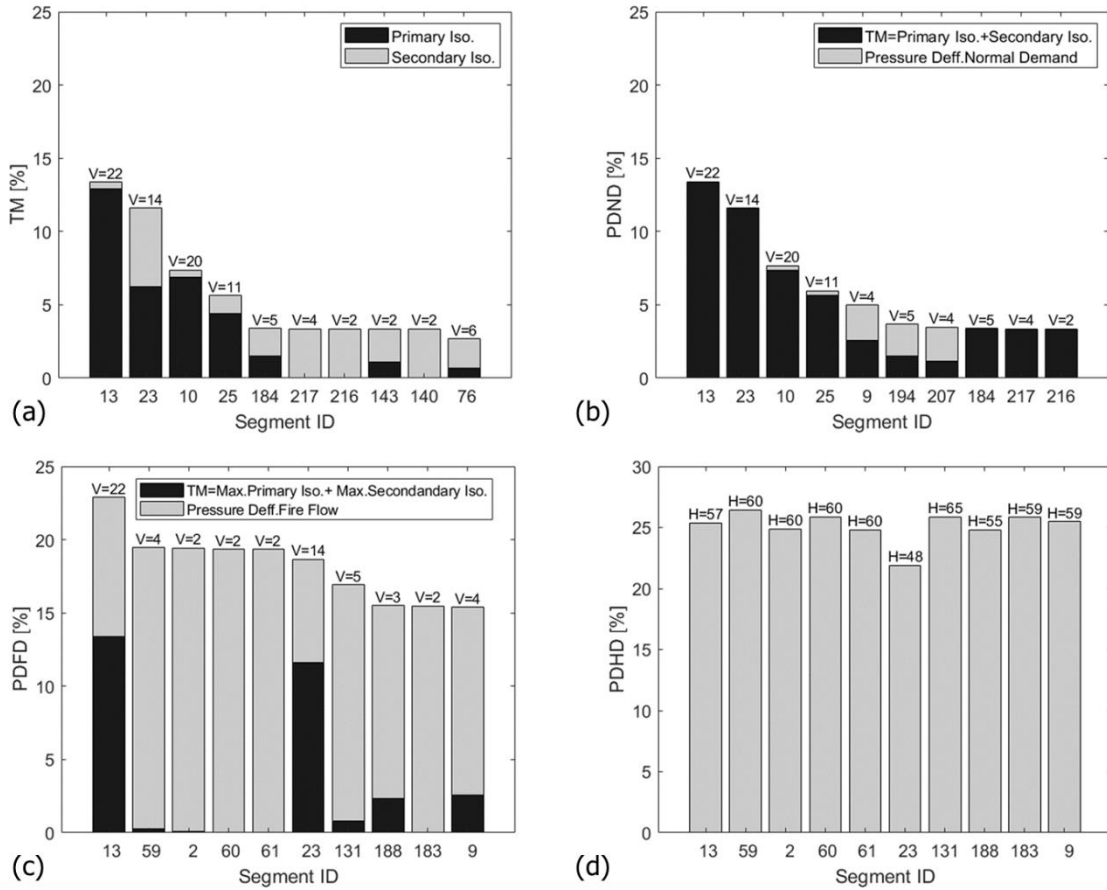 25
20
15
10
5
0
TM [%]
Primary Iso.
Secondary Iso.
V=22
V=14
V=20
V=11
V=5
V=4
V=2
V=2
V=2
V=6
13 23 10 25 184 217 216 143 140 76
Segment ID
(a)
25
20
15
10
5
0
PDND [%]
TM=Primary Iso.+Secondary Iso.
Pressure Deff.Normal Demand
V=22
V=14
V=20
V=11
V=4
V=5
V=4
V=5
V=4
V=2
13 23 10 25 9 194 207 184 217 216
Segment ID
(b)
25
20
15
10
5
0
PDFD [%]
TM=Max.Primary Iso.+ Max.Secondandary Iso.
Pressure Deff.Fire Flow
V=22
V=4
V=2
V=2
V=2
V=14
V=5
V=3
V=2
V=4
13 59 2 60 61 23 131 188 183 9
Segment ID
(c)
30
25
20
15
10
5
0
PDHD [%]
H=57
H=60
H=60
H=60
H=60
H=48
H=65
H=55
H=59
H=59
13 59 2 60 61 23 131 188 183 9
Segment ID
(d)